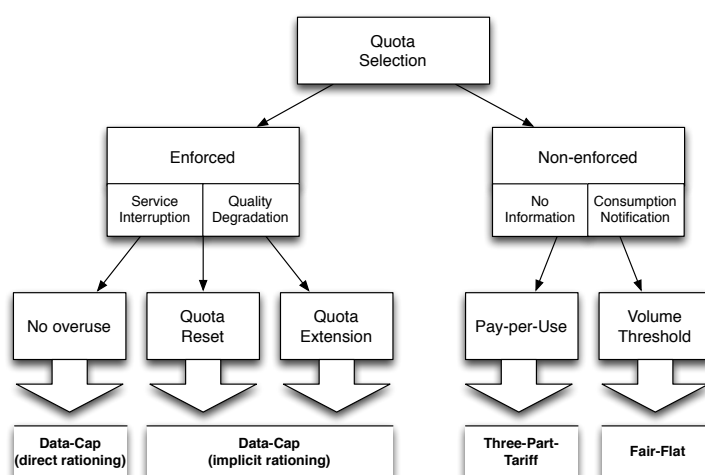 Quota
Selection
Enforced
Non-enforced
Service
Interruption
Quality
Degradation
No
Information
Consumption
Notification
No overuse
Quota
Reset
Quota
Extension
Pay-per-Use
Volume
Threshold
Data-Cap
(direct rationing)
Data-Cap
(implicit rationing)
Three-Part-
Tariff
Fair-Flat